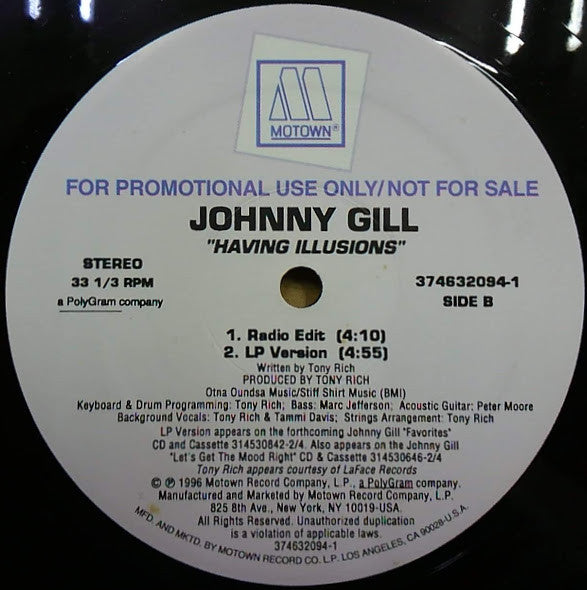 MOTOWN®
FOR PROMOTIONAL USE ONLY/NOT FOR SALE
JOHNNY GILL
"HAVING ILLUSIONS"
STEREO
33 1/3 RPM
a PolyGram company
374632094-1
SIDE B
1. Radio Edit (4:10)
2. LP Version (4:55)
Written by Tony Rich
PRODUCED BY TONY RICH
Otna Oundsa Music/Stiff Shirt Music (BMI)
Keyboard & Drum Programming: Tony Rich; Bass: Marc Jefferson; Acoustic Guitar: Peter Moore
Background Vocals: Tony Rich & Tammi Davis; Strings Arrangement: Tony Rich
LP Version appears on the forthcoming Johnny Gill "Favorites"
CD and Cassette 314530842-2/4. Also appears on the Johnny Gill
"Let's Get The Mood Right" CD & Cassette 314530646-2/4
Tony Rich appears courtesy of LaFace Records
© ℗ 1996 Motown Record Company, L.P., a PolyGram company.
Manufactured and Marketed by Motown Record Company, L.P.
825 8th Ave., New York, NY 10019-USA.
All Rights Reserved. Unauthorized duplication
is a violation of applicable laws.
374632094-1
MFD. AND MKTD. BY MOTOWN RECORD CO. L.P. LOS ANGELES, CA 90028-U.S.A.